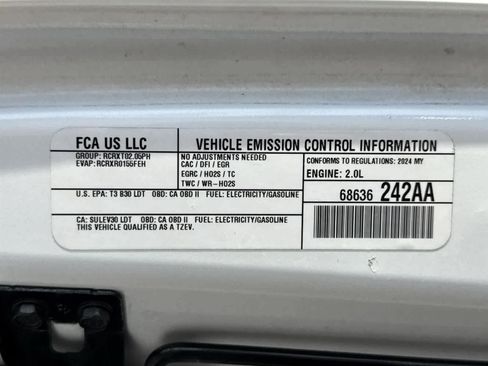 FCA US LLC
GROUP: RCRXT02.05PH
EVAP: RCRXR0155FEH
VEHICLE EMISSION CONTROL INFORMATION
NO ADJUSTMENTS NEEDED
CAC / DFI / EGR
EGRC / HO2S / TC
TWC / WR-HO2S
CONFORMS TO REGULATIONS: 2024 MY
ENGINE: 2.0L
U.S. EPA: T3 B30 LDT OBD: CA OBD II FUEL: ELECTRICITY/GASOLINE
68636 242AA
CA: SULEV30 LDT OBD: CA OBD II FUEL: ELECTRICITY/GASOLINE
THIS VEHICLE QUALIFIED AS A TZEV.